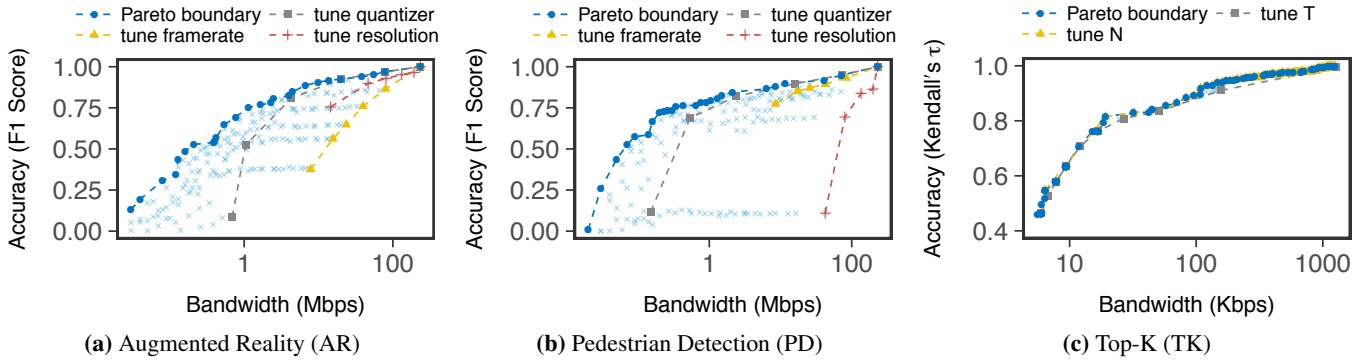 Pareto boundary tune quantizer
tune framerate tune resolution
Accuracy (F1 Score)
1.00
0.75
0.50
0.25
0.00
1 100
Bandwidth (Mbps)
(a) Augmented Reality (AR)
Pareto boundary tune quantizer
tune framerate tune resolution
Accuracy (F1 Score)
1.00
0.75
0.50
0.25
0.00
1 100
Bandwidth (Mbps)
(b) Pedestrian Detection (PD)
Pareto boundary tune T
tune N
Accuracy (Kendall's τ)
1.0
0.8
0.6
0.4
10 100 1000
Bandwidth (Kbps)
(c) Top-K (TK)